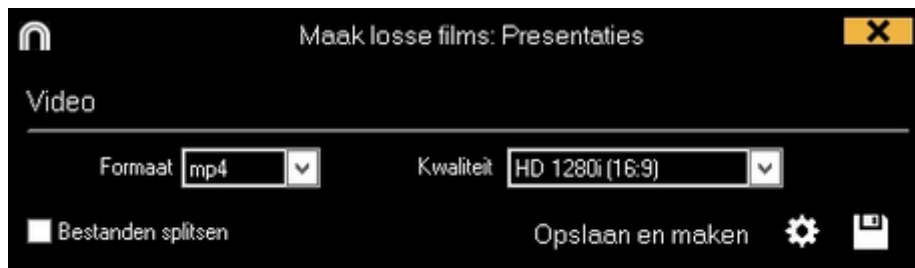 Maak losse films: Presentaties
Video
Formaat mp4 Kwaliteit HD 1280i (16:9)
Bestanden splitsen Opslaan en maken